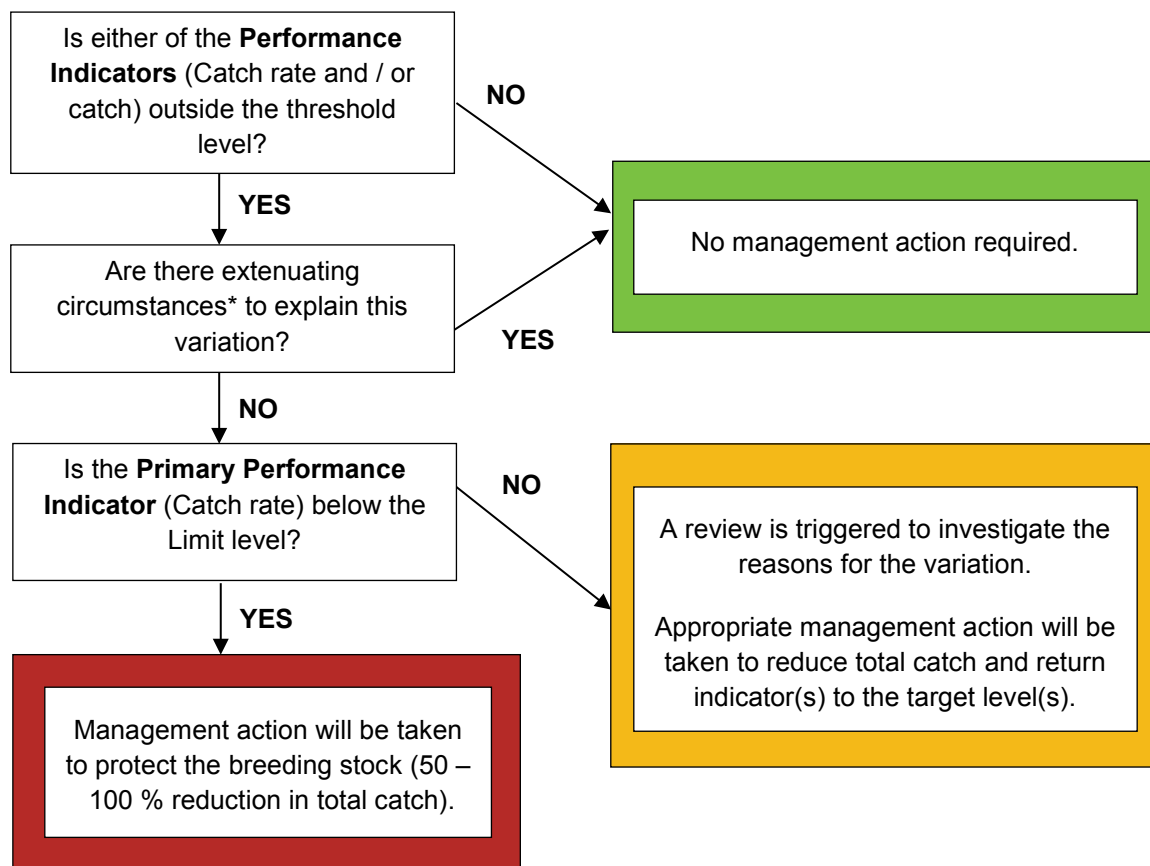 Is either of the Performance
Indicators (Catch rate and / or
catch) outside the threshold
level?
NO
YES
No management action required.
Are there extenuating
circumstances* to explain this
variation?
YES
NO
Is the Primary Performance
Indicator (Catch rate) below the
Limit level?
NO
A review is triggered to investigate the
reasons for the variation.
Appropriate management action will be
taken to reduce total catch and return
indicator(s) to the target level(s).
YES
Management action will be taken
to protect the breeding stock (50 –
100 % reduction in total catch).